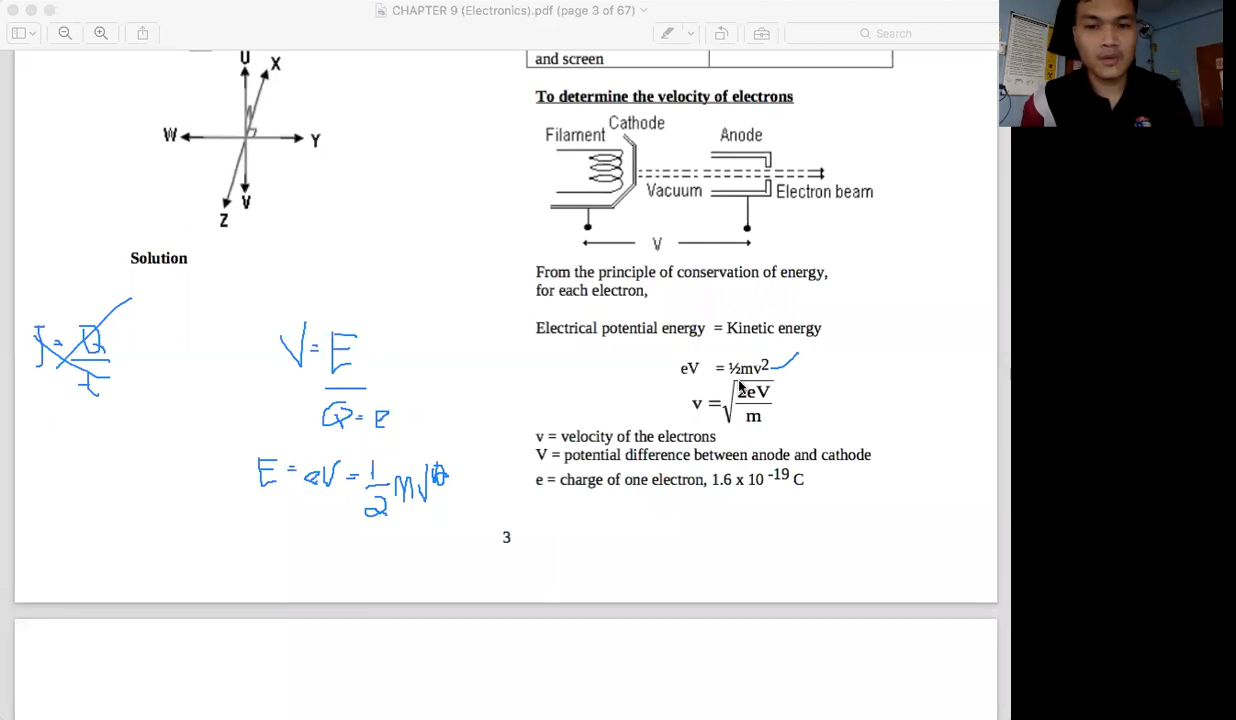 CHAPTER 9 (Electronics).pdf (page 3 of 67)
Search
U
X
W
Y
Z
V
Solution
I = Q
t
V = E
Q = e
E = eV = 1
2
mv
and screen
To determine the velocity of electrons
Cathode
Filament
Anode
Vacuum
Electron beam
V
From the principle of conservation of energy,
for each electron,
Electrical potential energy = Kinetic energy
eV = ½mv2
v = √ 2eV
m
v = velocity of the electrons
V = potential difference between anode and cathode
e = charge of one electron, 1.6 x 10 -19 C
3